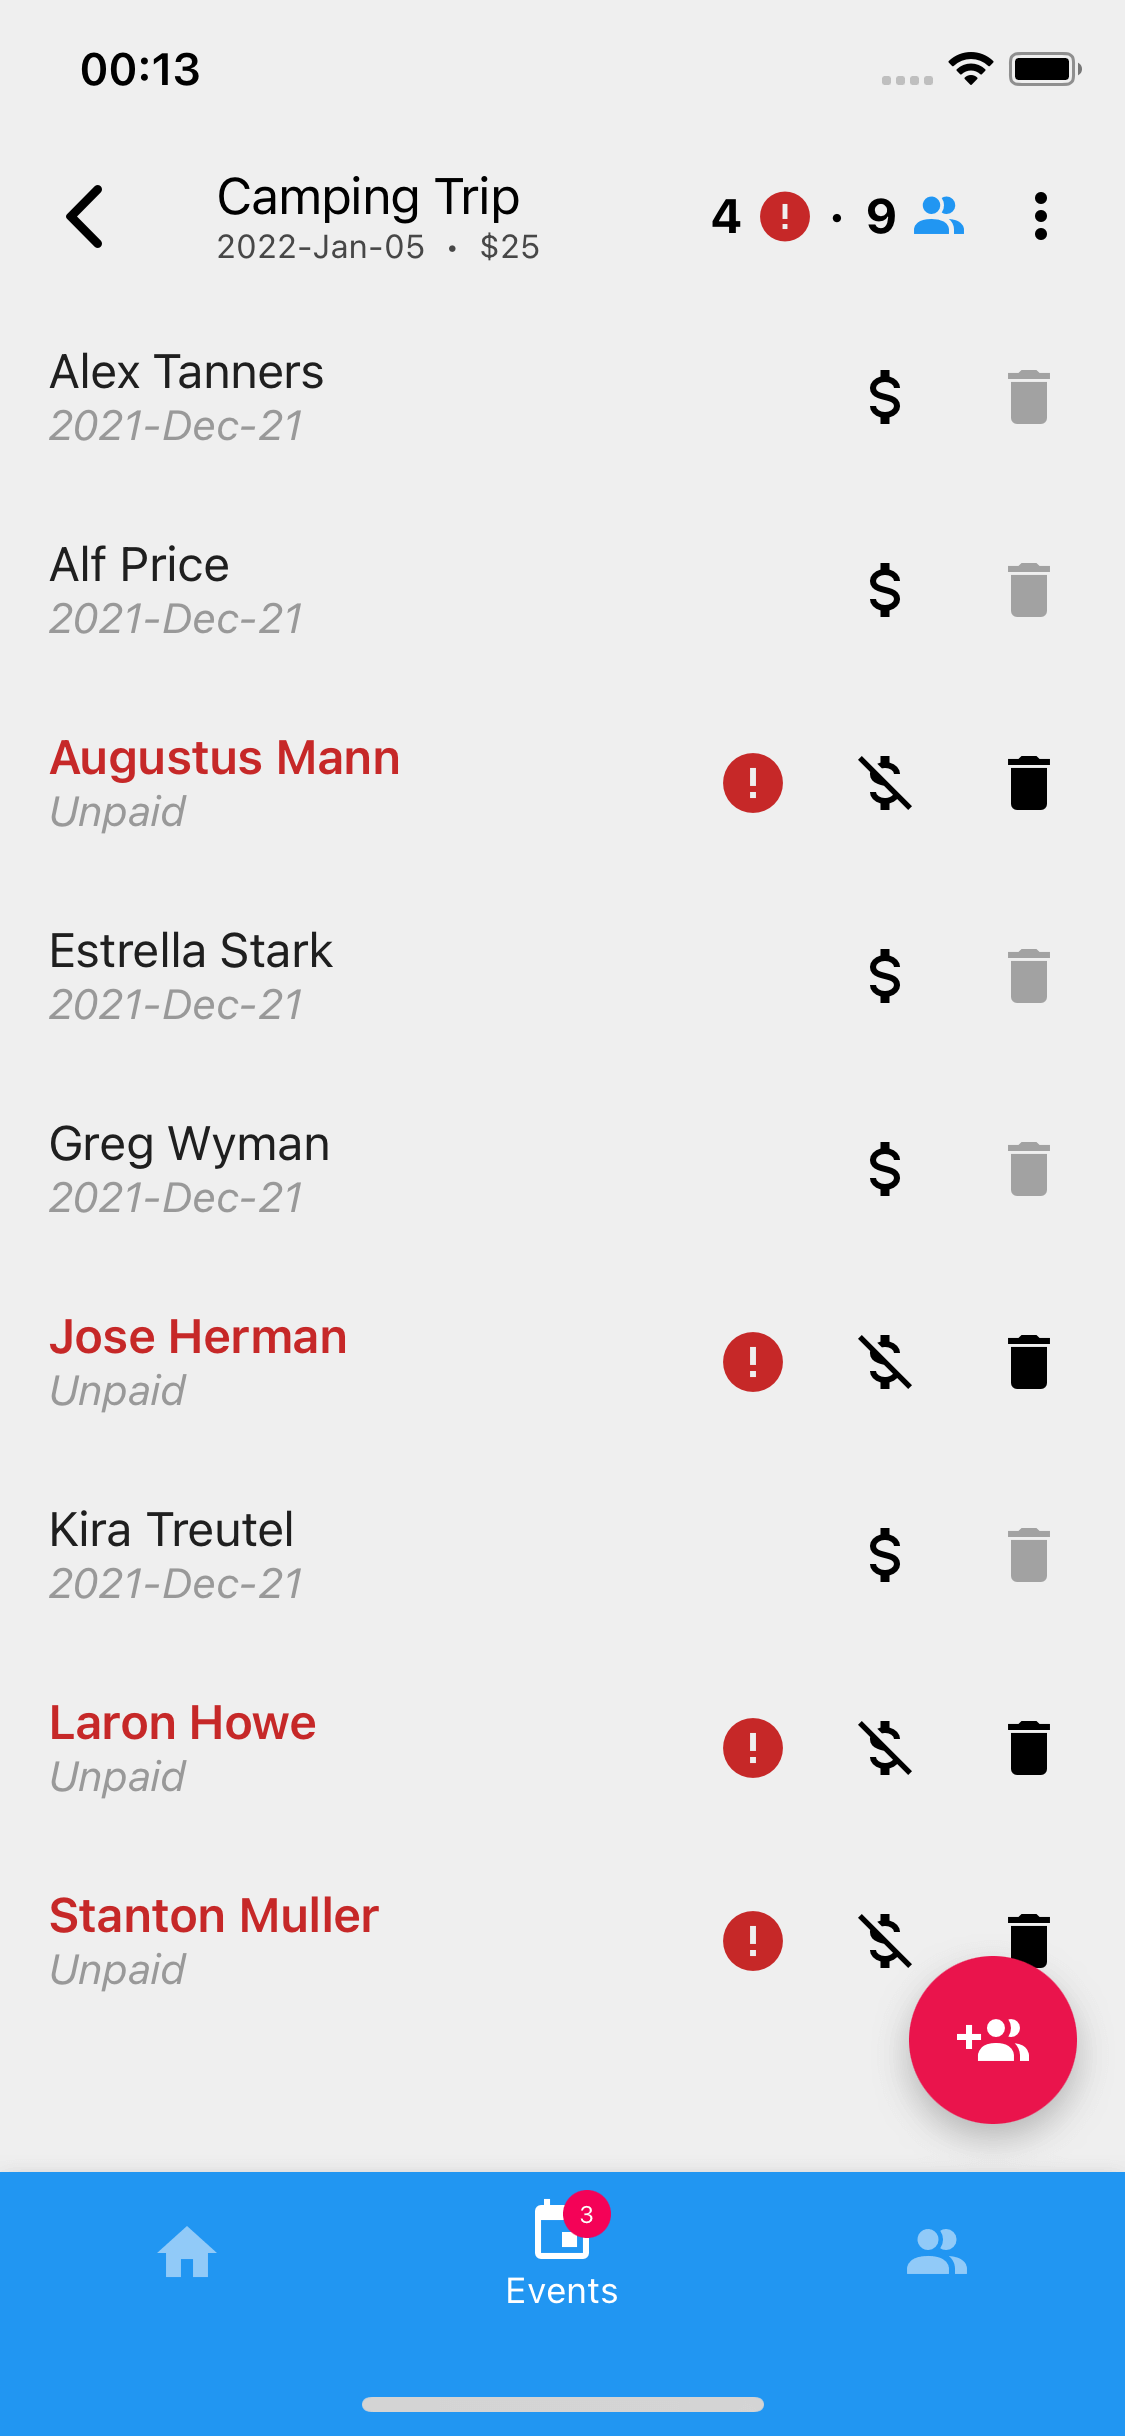 00:13
Camping Trip
2022-Jan-05 • $25
4 ! · 9
Alex Tanners
2021-Dec-21
$
Alf Price
2021-Dec-21
$
Augustus Mann
Unpaid
!
$
Estrella Stark
2021-Dec-21
$
Greg Wyman
2021-Dec-21
$
Jose Herman
Unpaid
!
$
Kira Treutel
2021-Dec-21
$
Laron Howe
Unpaid
!
$
Stanton Muller
Unpaid
!
$
3
Events